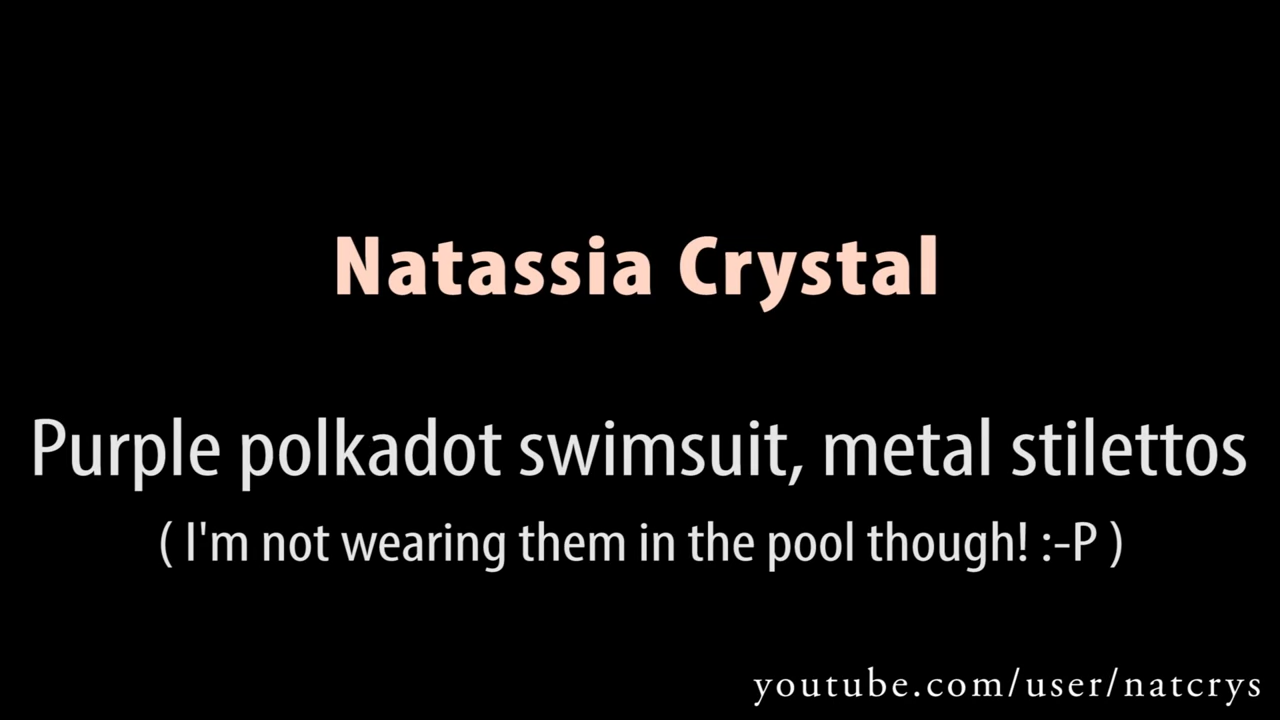 Natassia Crystal
Purple polkadot swimsuit, metal stilettos
( I'm not wearing them in the pool though! :-P )
youtube.com/user/natcrys